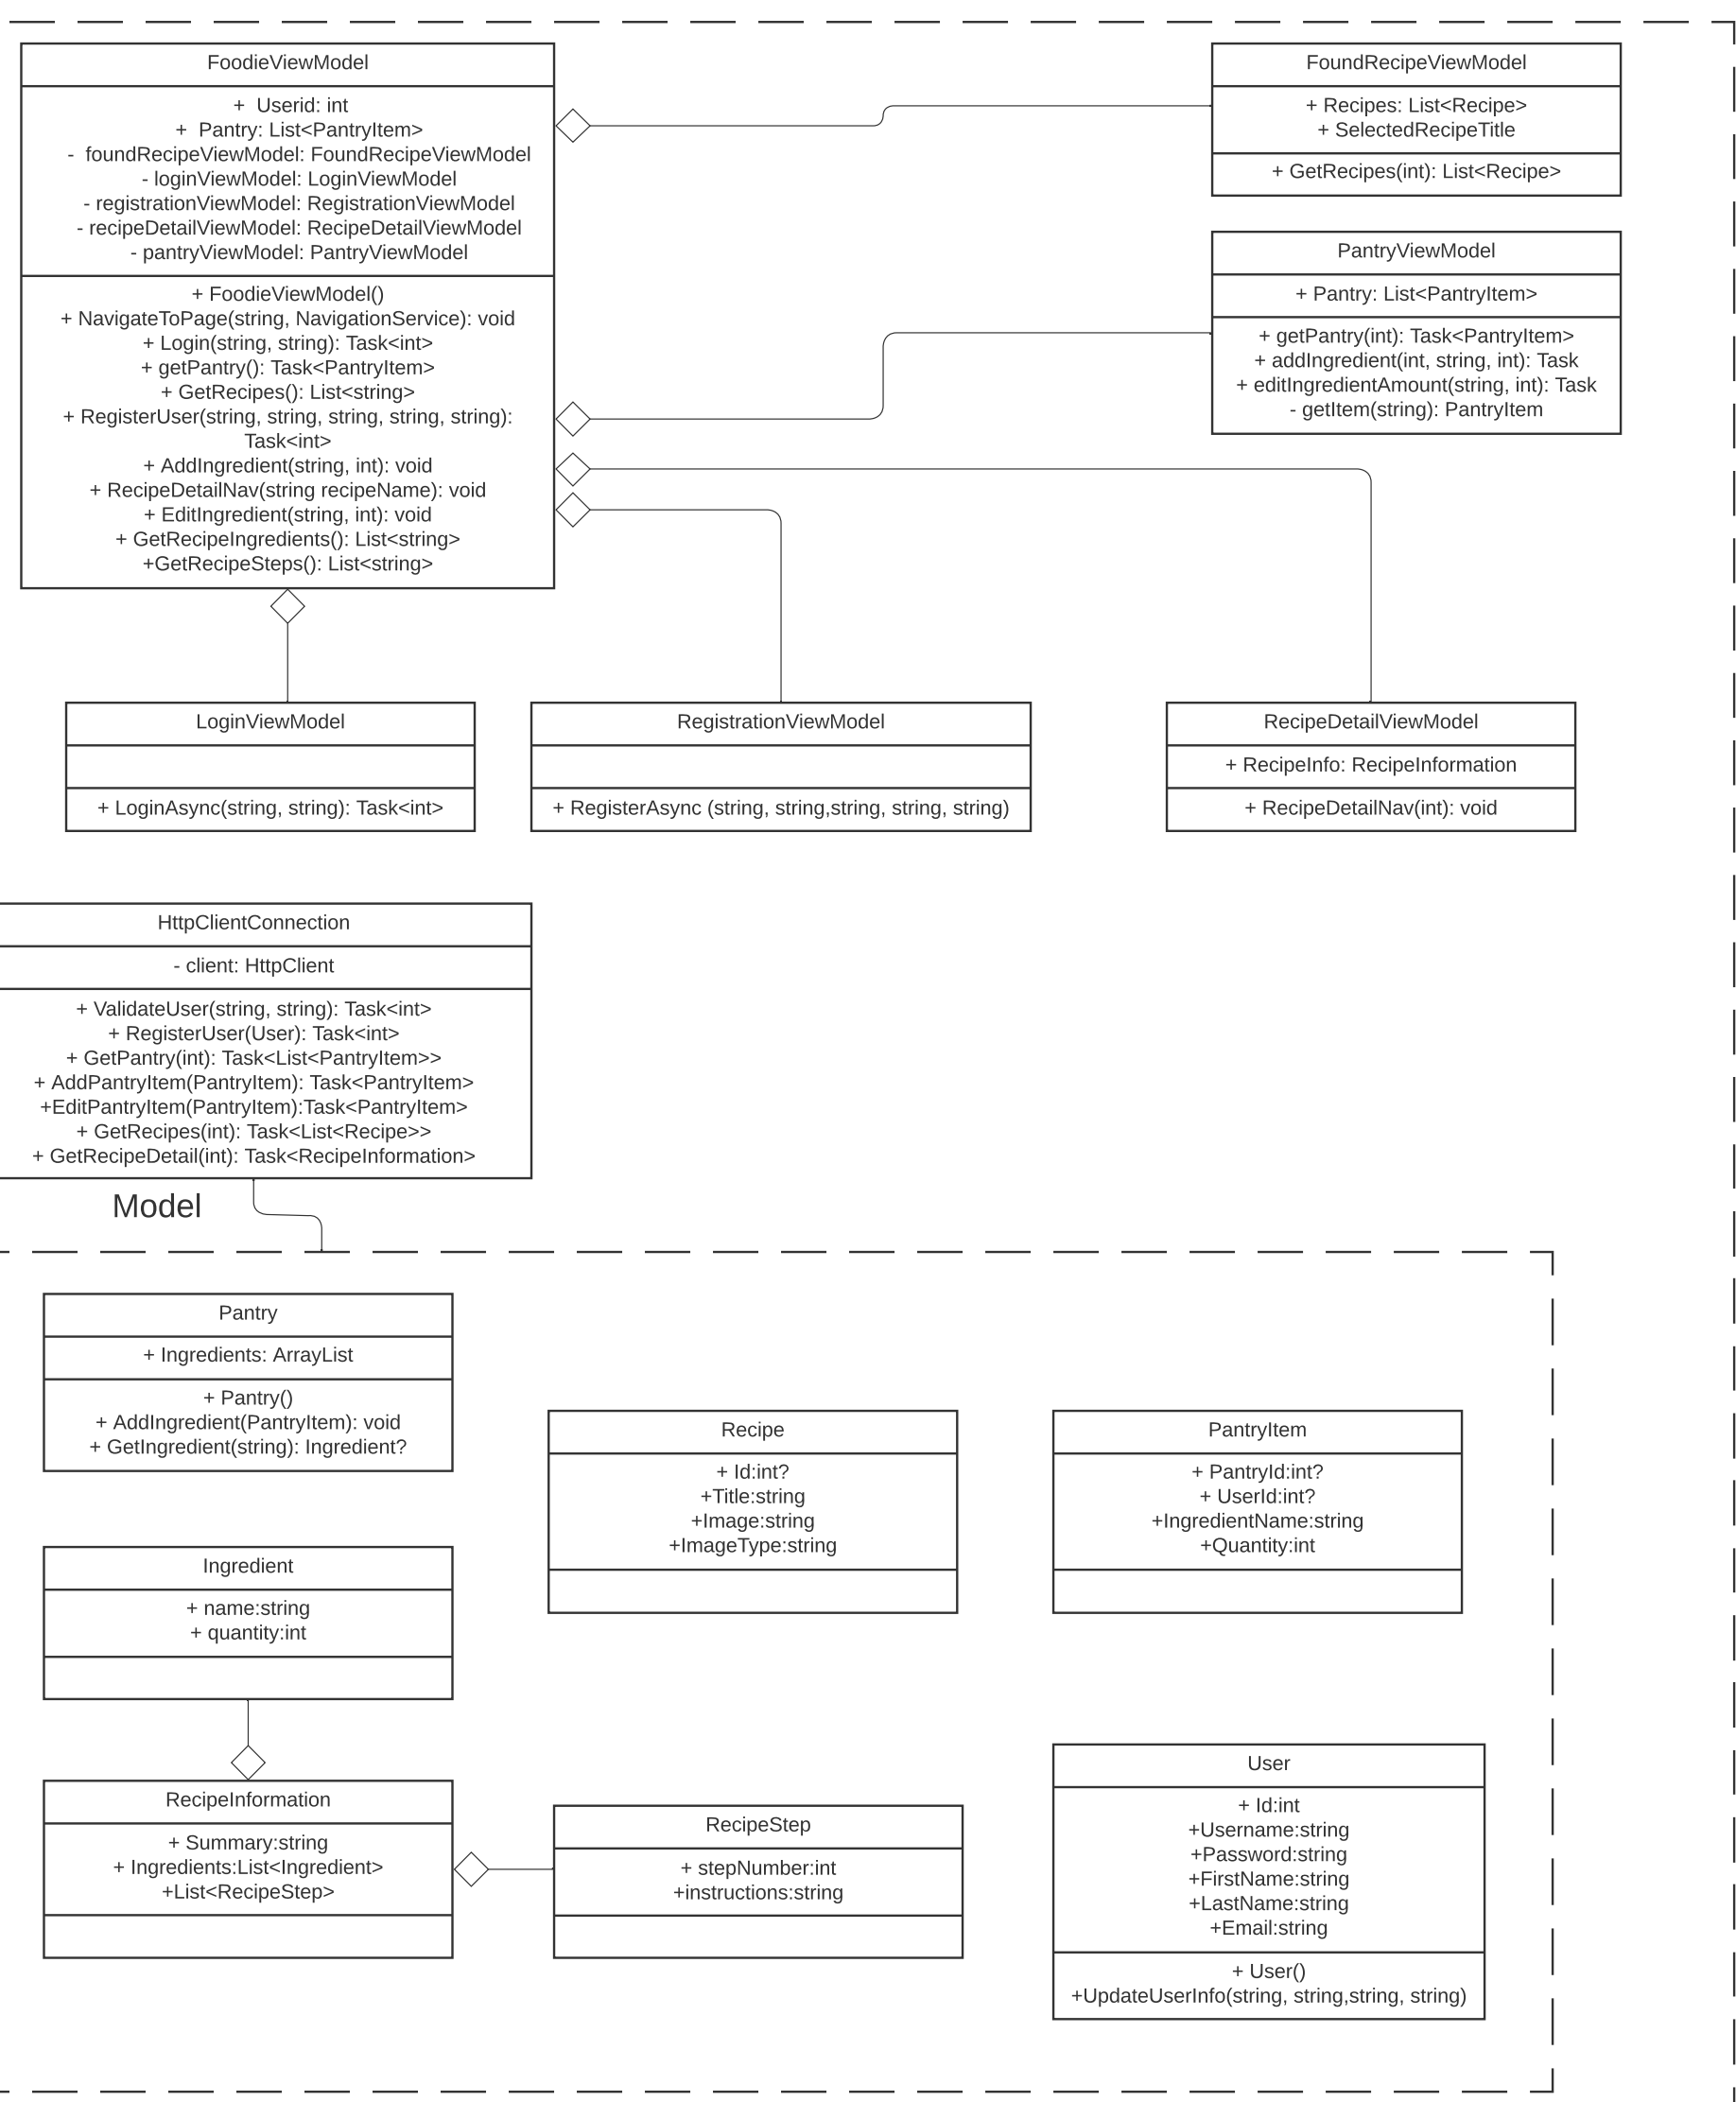 FoodieViewModel
+  Userid: int
+  Pantry: List<PantryItem>
-  foundRecipeViewModel: FoundRecipeViewModel
- loginViewModel: LoginViewModel
- registrationViewModel: RegistrationViewModel
- recipeDetailViewModel: RecipeDetailViewModel
- pantryViewModel: PantryViewModel
+ FoodieViewModel()
+ NavigateToPage(string, NavigationService): void
+ Login(string, string): Task<int>
+ getPantry(): Task<PantryItem>
+ GetRecipes(): List<string>
+ RegisterUser(string, string, string, string, string):
Task<int>
+ AddIngredient(string, int): void
+ RecipeDetailNav(string recipeName): void
+ EditIngredient(string, int): void
+ GetRecipeIngredients(): List<string>
+GetRecipeSteps(): List<string>
FoundRecipeViewModel
+ Recipes: List<Recipe>
+ SelectedRecipeTitle
+ GetRecipes(int): List<Recipe>
PantryViewModel
+ Pantry: List<PantryItem>
+ getPantry(int): Task<PantryItem>
+ addIngredient(int, string, int): Task
+ editIngredientAmount(string, int): Task
- getItem(string): PantryItem
LoginViewModel
+ LoginAsync(string, string): Task<int>
RegistrationViewModel
+ RegisterAsync (string, string,string, string, string)
RecipeDetailViewModel
+ RecipeInfo: RecipeInformation
+ RecipeDetailNav(int): void
HttpClientConnection
- client: HttpClient
+ ValidateUser(string, string): Task<int>
+ RegisterUser(User): Task<int>
+ GetPantry(int): Task<List<PantryItem>>
+ AddPantryItem(PantryItem): Task<PantryItem>
+EditPantryItem(PantryItem):Task<PantryItem>
+ GetRecipes(int): Task<List<Recipe>>
+ GetRecipeDetail(int): Task<RecipeInformation>
Model
Pantry
+ Ingredients: ArrayList
+ Pantry()
+ AddIngredient(PantryItem): void
+ GetIngredient(string): Ingredient?
Recipe
+ Id:int?
+Title:string
+Image:string
+ImageType:string
PantryItem
+ PantryId:int?
+ UserId:int?
+IngredientName:string
+Quantity:int
Ingredient
+ name:string
+ quantity:int
RecipeInformation
+ Summary:string
+ Ingredients:List<Ingredient>
+List<RecipeStep>
RecipeStep
+ stepNumber:int
+instructions:string
User
+ Id:int
+Username:string
+Password:string
+FirstName:string
+LastName:string
+Email:string
+ User()
+UpdateUserInfo(string, string,string, string)